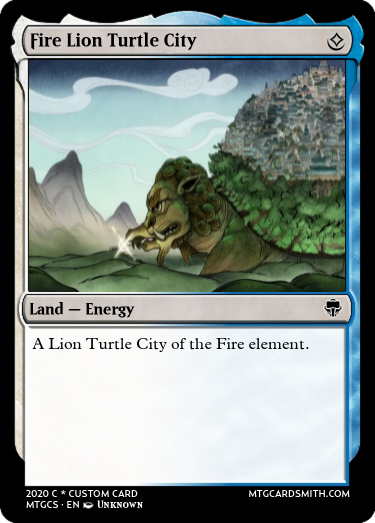 Fire Lion Turtle City
Land — Energy
A Lion Turtle City of the Fire element.
2020 C * CUSTOM CARD
MTGCARDSMITH.COM
MTGCS · EN Unknown